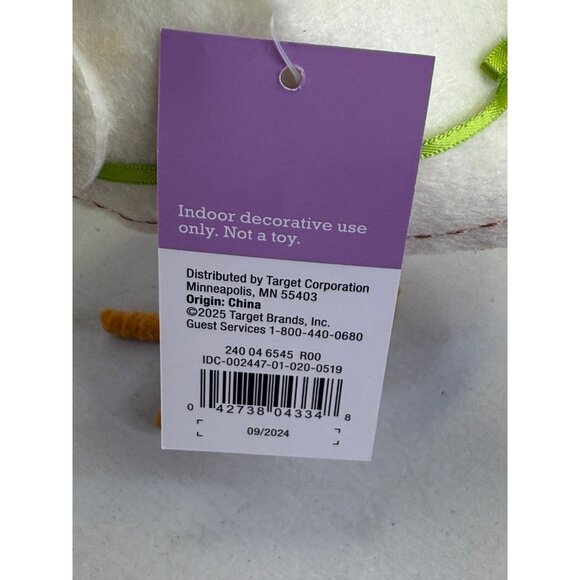 Indoor decorative use
only. Not a toy.
Distributed by Target Corporation
Minneapolis, MN 55403
Origin: China
©2025 Target Brands, Inc.
Guest Services 1-800-440-0680
240 04 6545 R00
IDC-002447-01-020-0519
0 42738 04334 8
09/2024